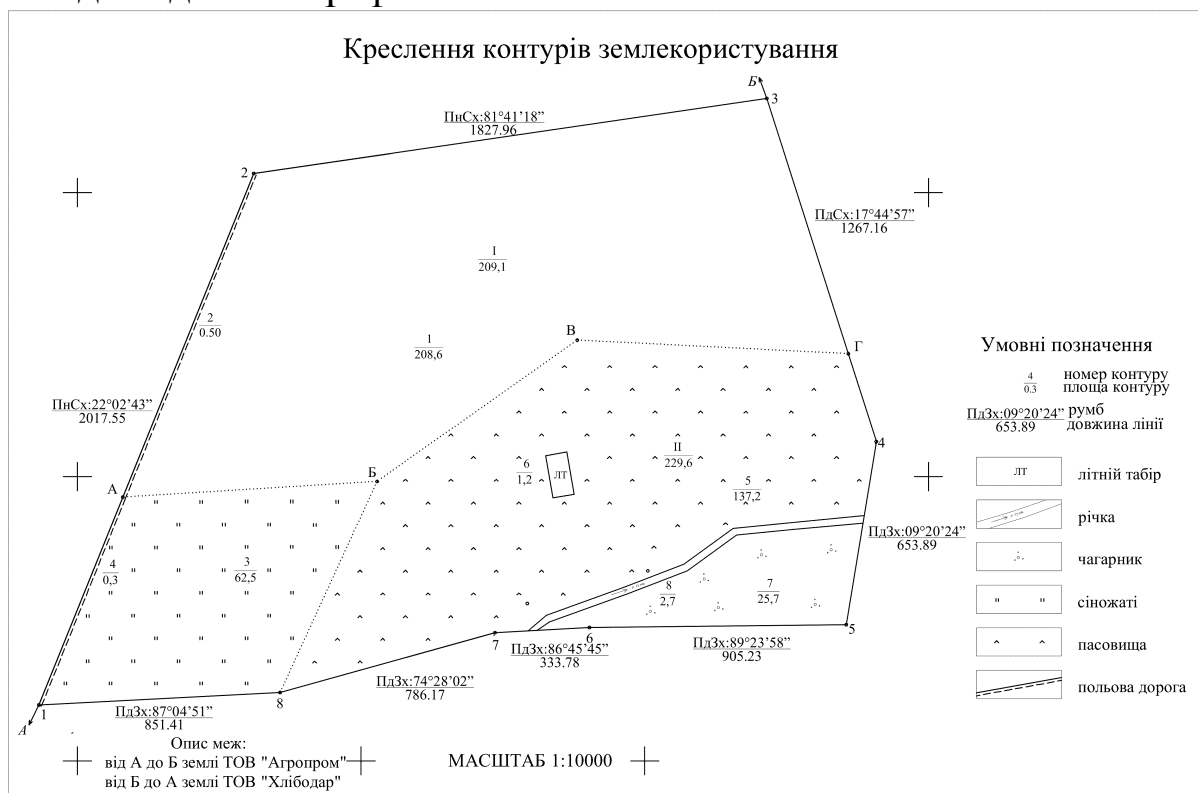 Креслення контурів землекористування
Б
3
ПнСх:81°41’18”
1827.96
2
ПдСх:17°44’57”
1267.16
I
209,1
2
0.50
1
208,6
В
Г
Умовні позначення
4
0.3
номер контуру
площа контуру
ПдЗх:09°20’24”
653.89
румб
довжина лінії
ПнСх:22°02’43”
2017.55
4
II
229,6
6
1,2
ЛТ
Б
5
137,2
А
ЛТ
літній табір
річка
ПдЗх:09°20’24”
653.89
чагарник
3
62,5
4
0,3
7
25,7
8
2,7
сіножаті
5
6
7
пасовища
ПдЗх:86°45’45”
333.78
ПдЗх:89°23’58”
905.23
ПдЗх:74°28’02”
786.17
польова дорога
8
1
А
ПдЗх:87°04’51”
851.41
Опис меж:
від А до Б землі ТОВ "Агропром"
від Б до А землі ТОВ "Хлібодар"
МАСШТАБ 1:10000